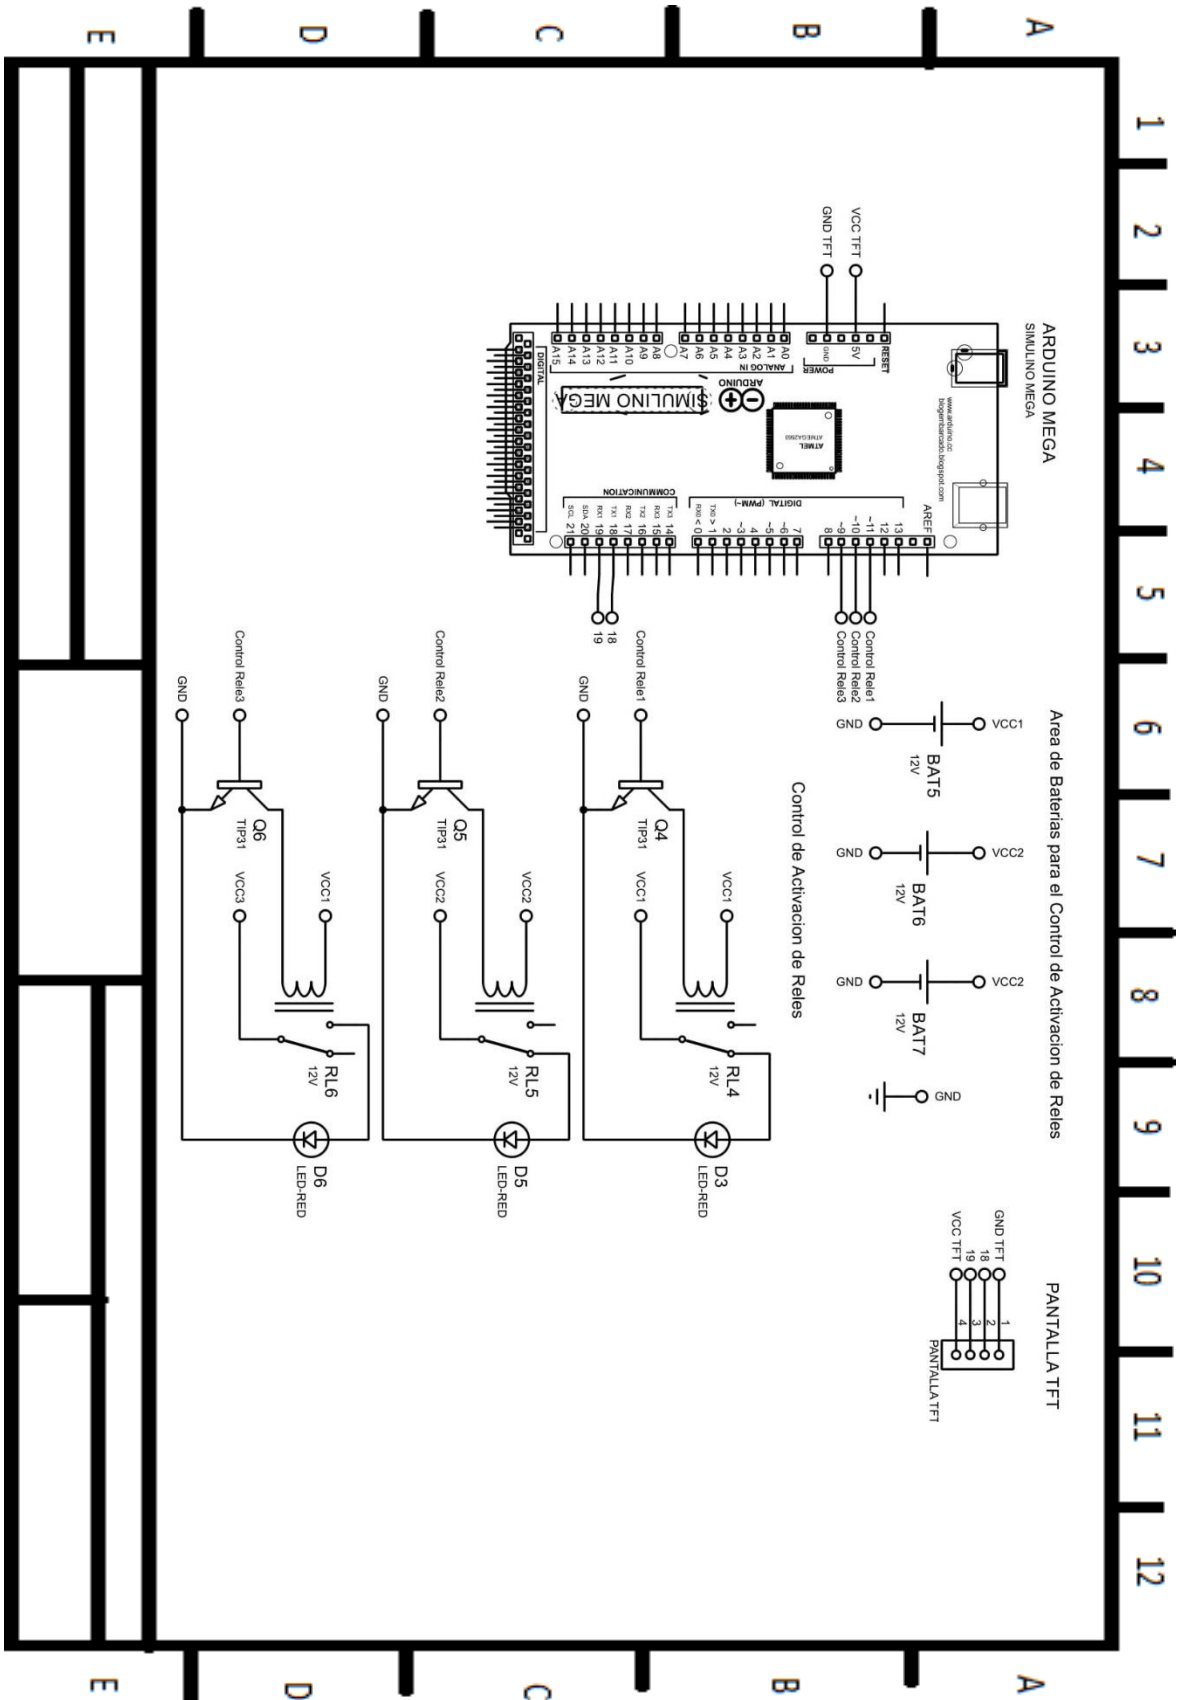 1
2
3
4
5
6
7
8
9
10
11
12
A
B
C
D
E
A
B
C
D
E
ARDUINO MEGA
SIMULINO MEGA
www.arduino.cc
blogembarcado.blogspot.com
AREF
13
12
~11
~10
~9
8
7
~6
~5
4
~3
2
TX0 > 1
RX0 < 0
DIGITAL (PWM~)
TX3 14
RX3 15
TX2 16
RX2 17
TX1 18
RX1 19
SDA 20
SCL 21
COMMUNICATION
ATMEL
ATMEGA2560
ARDUINO
SIMULINO MEGA
RESET
5V
GND
POWER
A0
A1
A2
A3
A4
A5
A6
A7
ANALOG IN
A8
A9
A10
A11
A12
A13
A14
A15
DIGITAL
VCC TFT
GND TFT
Control Rele1
Control Rele2
Control Rele3
18
19
Area de Baterias para el Control de Activacion de Reles
VCC1
BAT5
12V
GND
VCC2
BAT6
12V
GND
VCC2
BAT7
12V
GND
GND
PANTALLA TFT
GND TFT
18
19
VCC TFT
1
2
3
4
PANTALLA TFT
Control de Activacion de Reles
VCC1
VCC1
RL4
12V
D3
LED-RED
Control Rele1
Q4
TIP31
GND
VCC2
VCC2
RL5
12V
D5
LED-RED
Control Rele2
Q5
TIP31
GND
VCC1
VCC3
RL6
12V
D6
LED-RED
Control Rele3
Q6
TIP31
GND